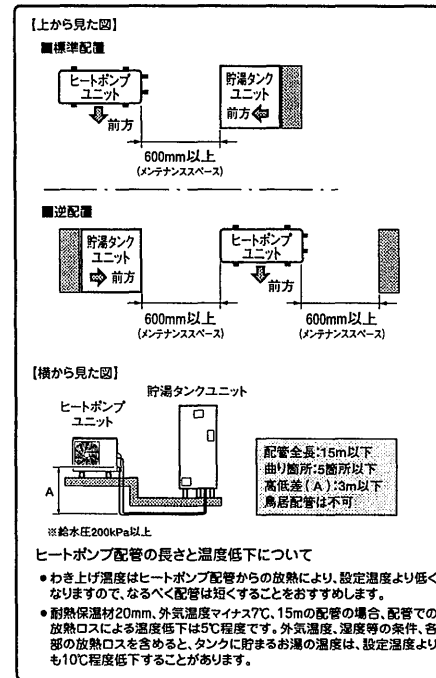 【上から見た図】
■標準配置
ヒートポンプ
ユニット
前方
貯湯タンク
ユニット
前方
600mm以上
(メンテナンススペース)
■逆配置
貯湯タンク
ユニット
前方
ヒートポンプ
ユニット
前方
600mm以上
(メンテナンススペース)
600mm以上
(メンテナンススペース)
【横から見た図】
貯湯タンクユニット
ヒートポンプ
ユニット
A
配管全長:15m以下
曲り箇所:5箇所以下
高低差(A):3m以下
鳥居配管は不可
※給水圧200kPa以上
ヒートポンプ配管の長さと温度低下について
●わき上げ温度はヒートポンプ配管からの放熱により、設定温度より低く
なりますので、なるべく配管は短くすることをおすすめします。
●耐熱保温材20mm、外気温度マイナス7℃、15mの配管の場合、配管での
放熱ロスによる温度低下は5℃程度です。外気温度、湿度等の条件、各
部の放熱ロスを含めると、タンクに貯まるお湯の温度は、設定温度より
も10℃程度低下することがあります。